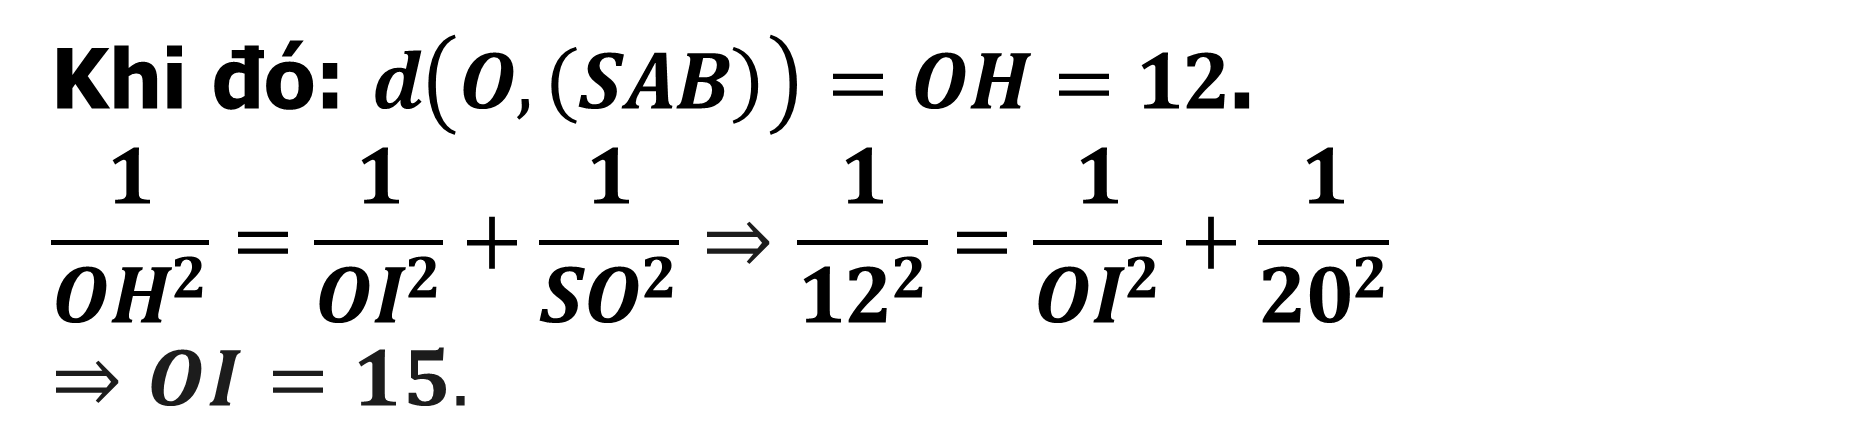 Khi đó: d(O, (SAB)) = OH = 12.
1/OH² = 1/OI² + 1/SO² ⇒ 1/12² = 1/OI² + 1/20²
⇒ OI = 15.